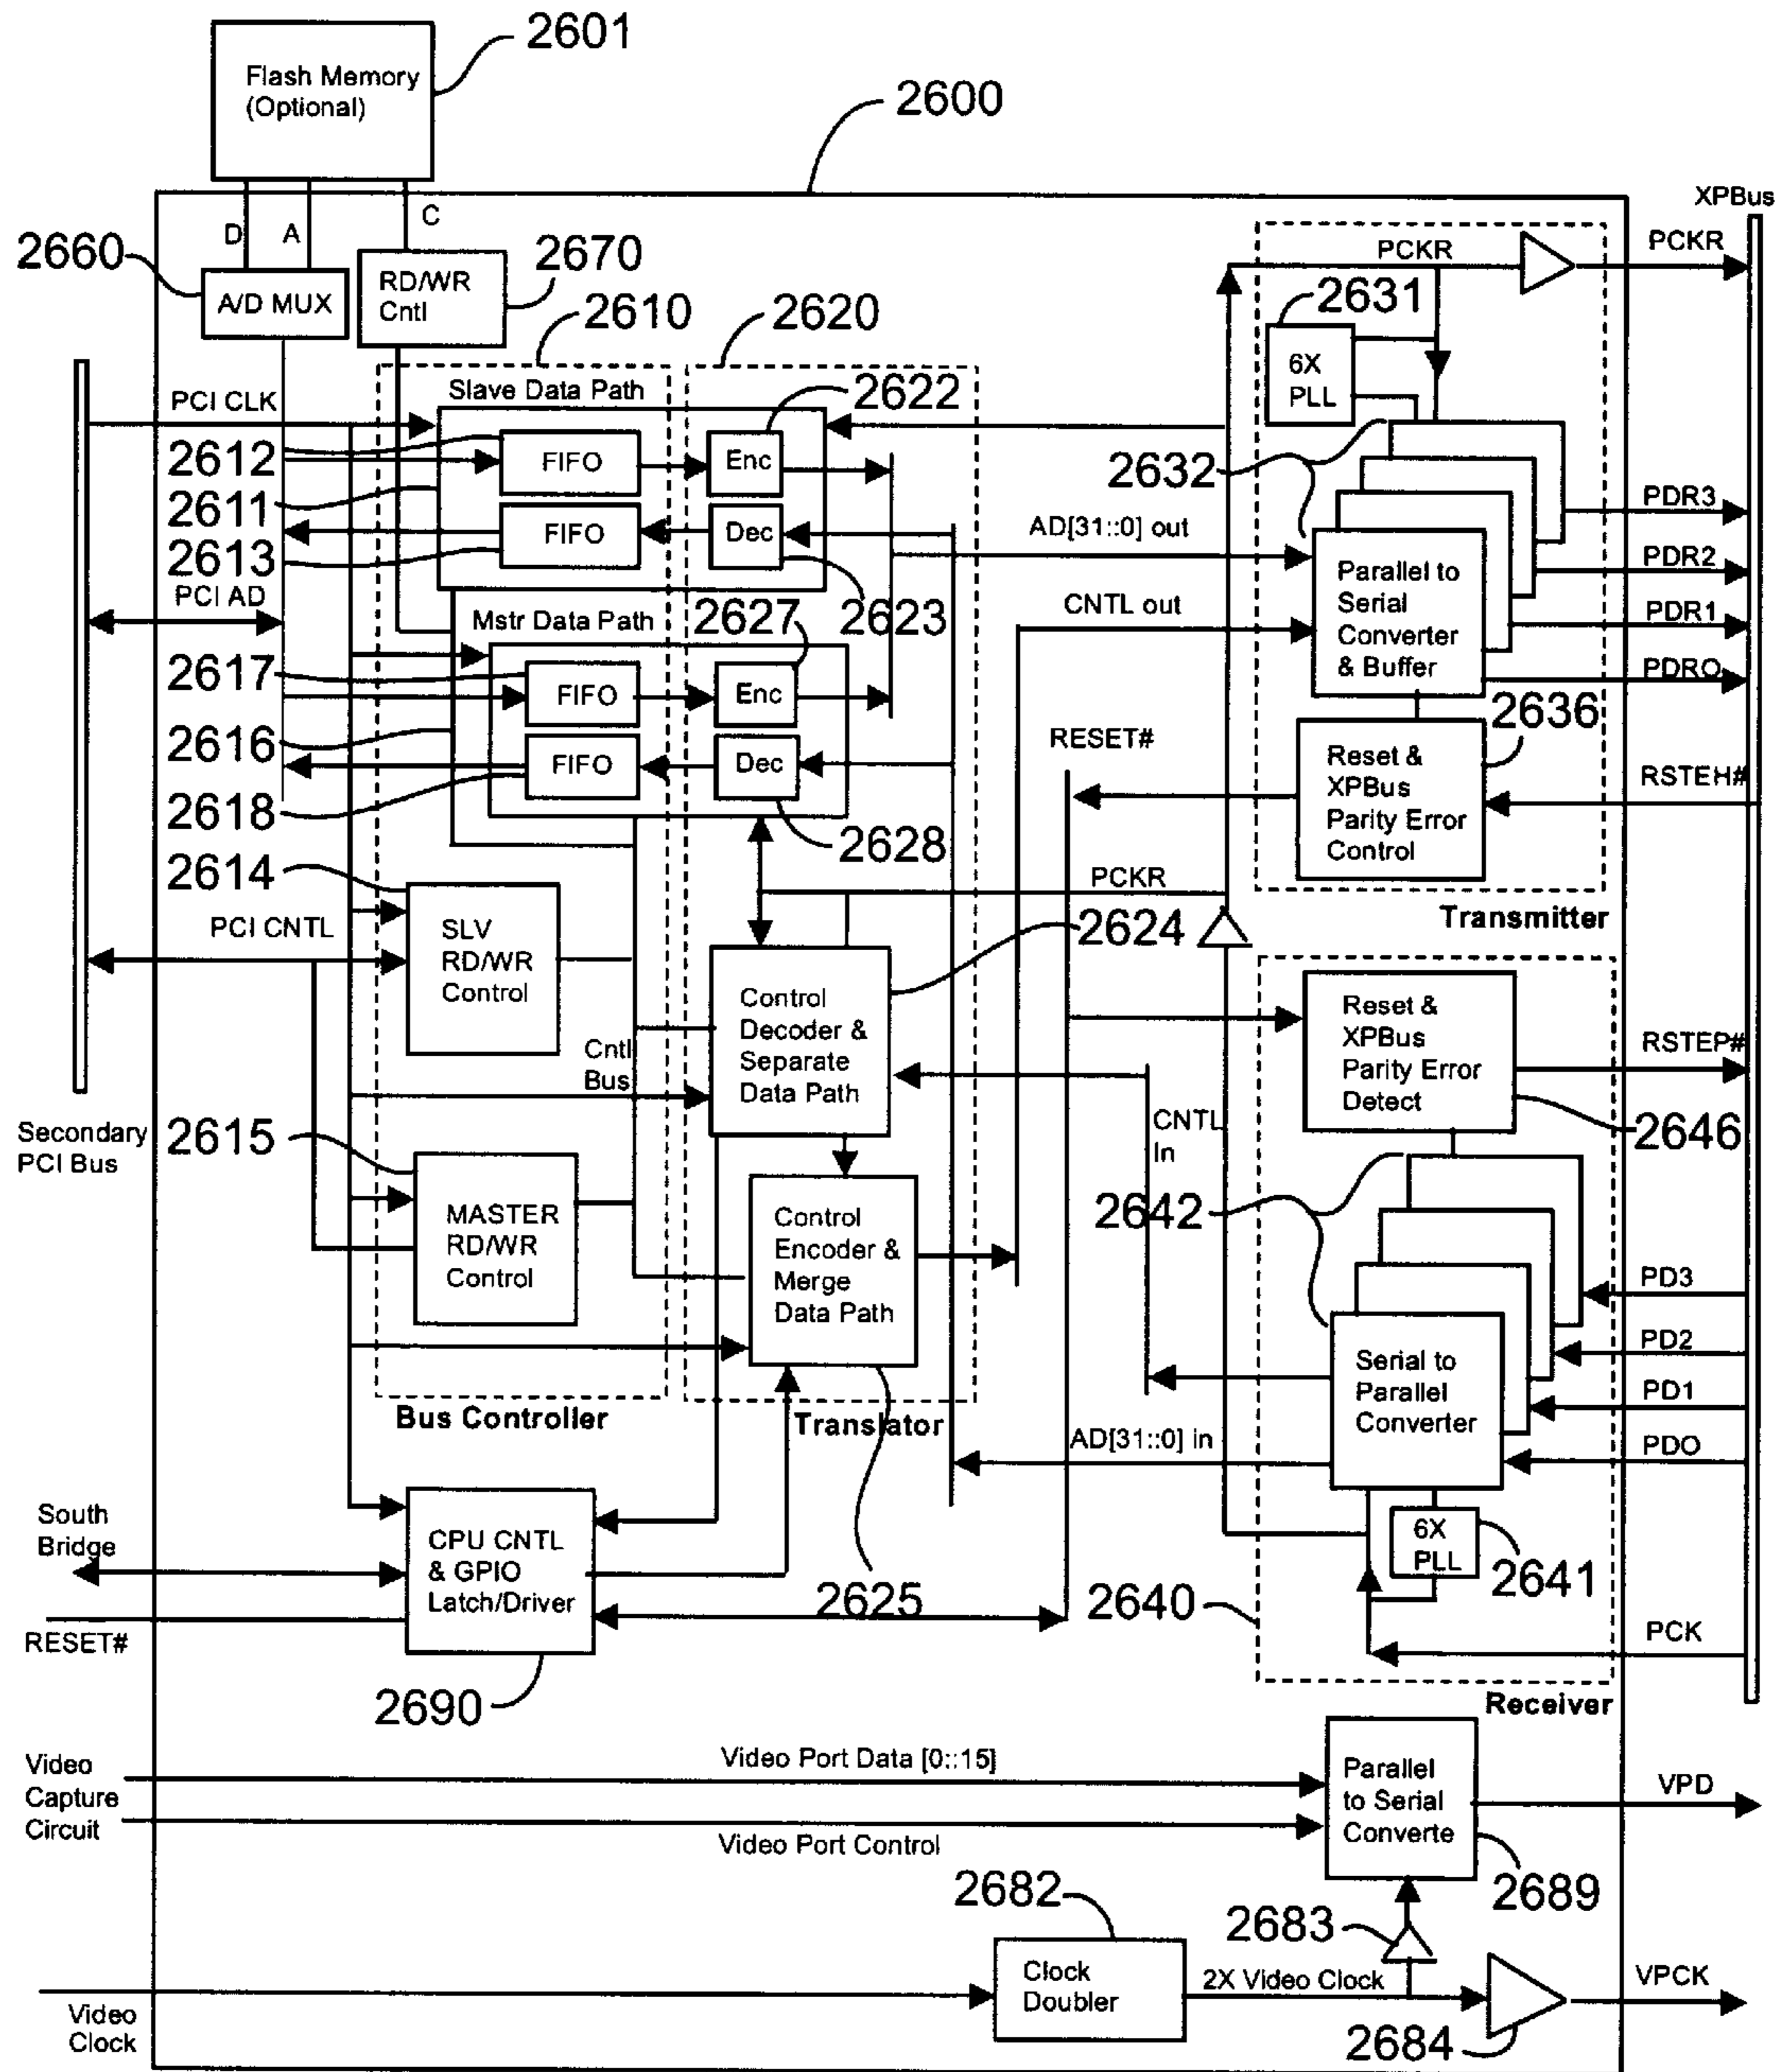 2601
Flash Memory
(Optional)
2600
XPBus
D
A
C
2660
A/D MUX
RD/WR
Cntl
2670
2610
2620
PCKR
PCKR
2631
6X
PLL
PCI CLK
Slave Data Path
2622
2612
FIFO
Enc
2632
2611
FIFO
Dec
AD[31::0] out
PDR3
2613
PCI AD
2623
Parallel to
Serial
Converter
& Buffer
PDR2
CNTL out
PDR1
Mstr Data Path
2627
2617
FIFO
Enc
PDRO
2616
RESET#
2636
FIFO
Dec
Reset &
XPBus
Parity Error
Control
RSTEH#
2618
2628
2614
PCKR
Transmitter
PCI CNTL
SLV
RD/WR
Control
2624
Control
Decoder &
Separate
Data Path
Reset &
XPBus
Parity Error
Detect
RSTEP#
Cntl
Bus
CNTL
In
2646
Secondary
PCI Bus
2615
MASTER
RD/WR
Control
Control
Encoder &
Merge
Data Path
2642
PD3
PD2
Serial to
Parallel
Converter
PD1
Bus Controller
Translator
AD[31::0] in
PDO
South
Bridge
CPU CNTL
& GPIO
Latch/Driver
6X
PLL
2641
2625
2640
RESET#
PCK
2690
Receiver
Video
Capture
Circuit
Video Port Data [0::15]
Video Port Control
Parallel
to Serial
Converte
VPD
2682
2689
2683
Clock
Doubler
2X Video Clock
VPCK
Video
Clock
2684